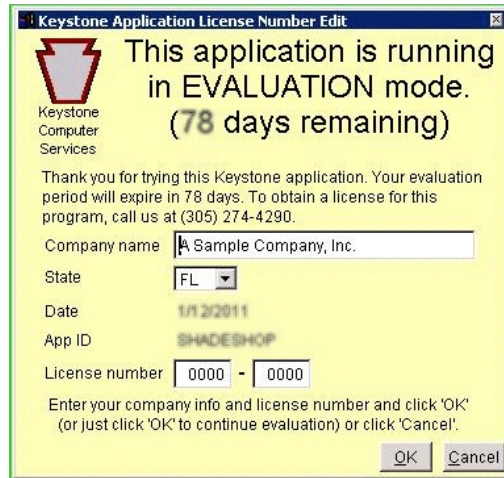 Keystone Application License Number Edit
This application is running
in EVALUATION mode.
(78 days remaining)
Keystone
Computer
Services
Thank you for trying this Keystone application. Your evaluation
period will expire in 78 days. To obtain a license for this
program, call us at (305) 274-4290.
Company name A Sample Company, Inc.
State FL
Date 1/12/2011
App ID SHADESHOP
License number 0000 - 0000
Enter your company info and license number and click 'OK'
(or just click 'OK' to continue evaluation) or click 'Cancel'.
OK Cancel